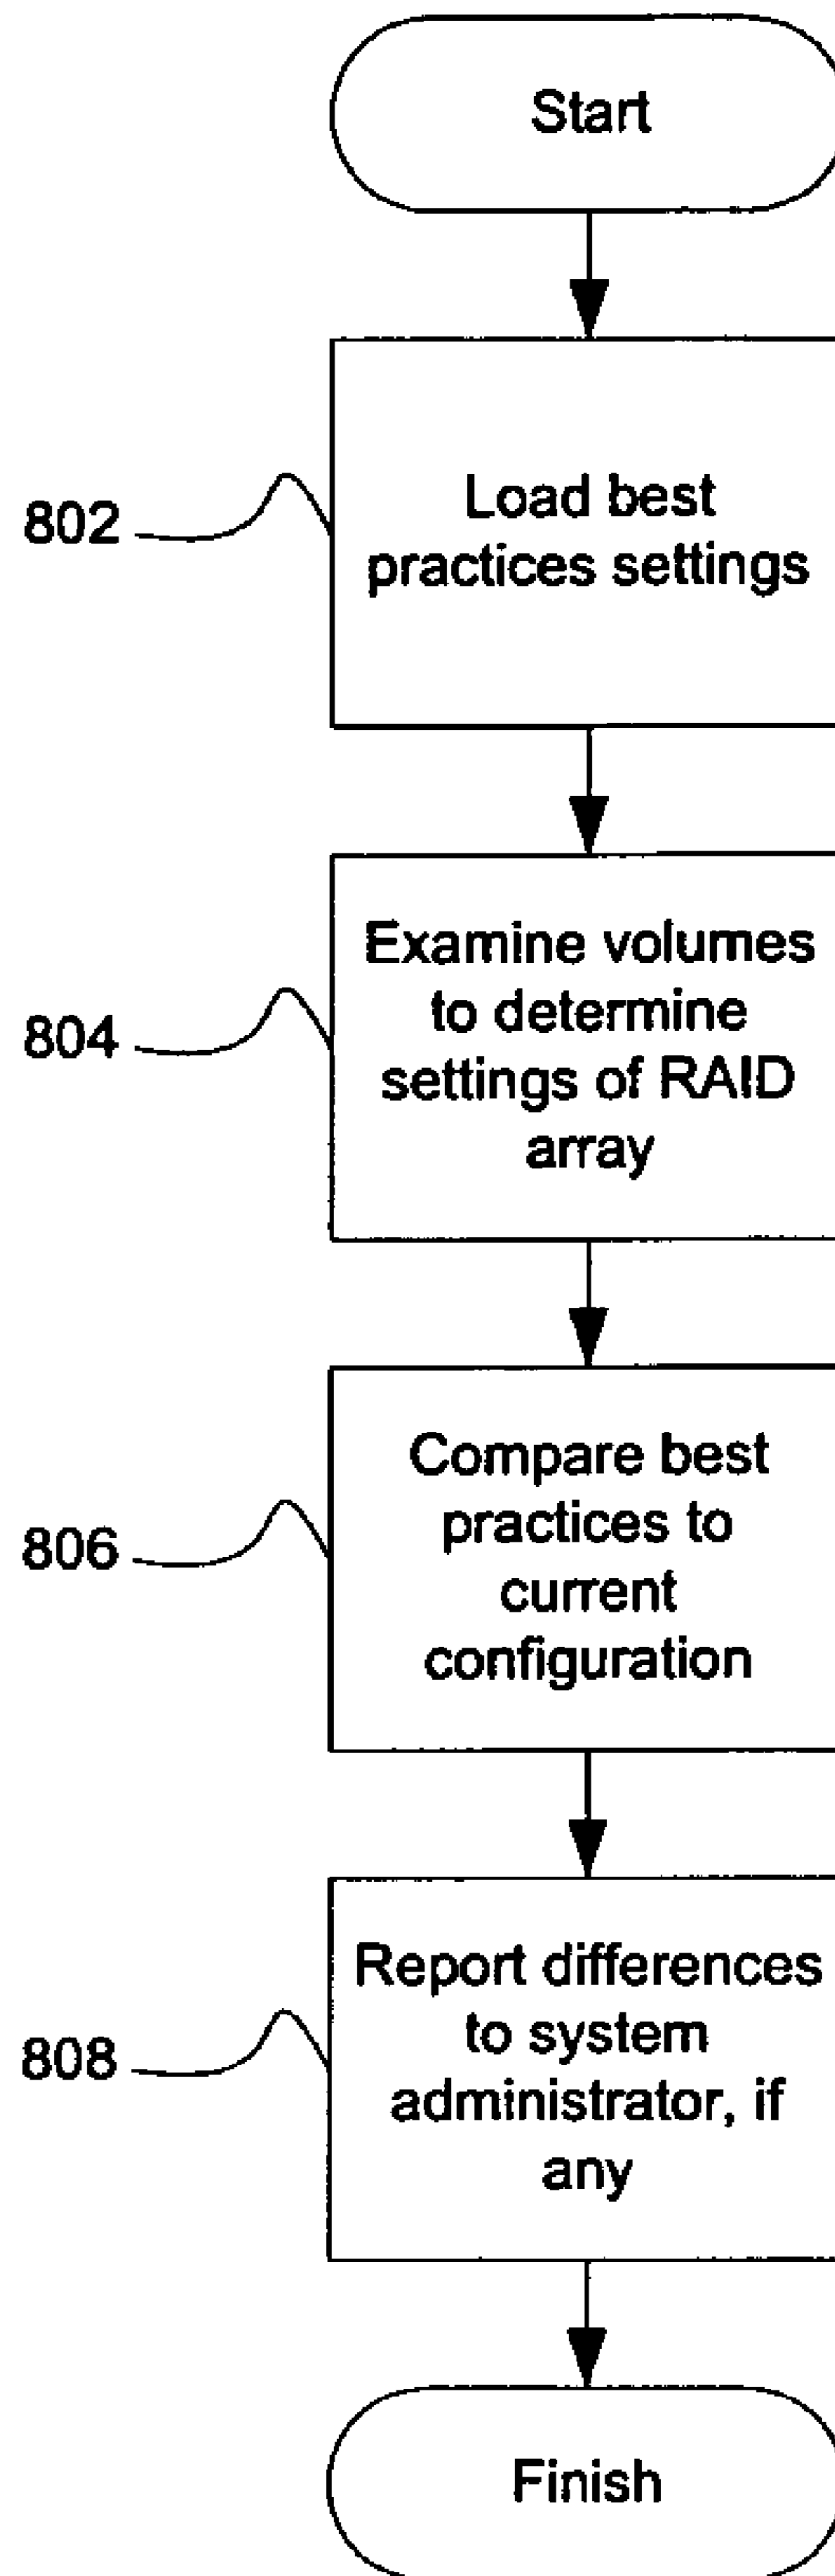 Start
802
Load best
practices settings
804
Examine volumes
to determine
settings of RAID
array
806
Compare best
practices to
current
configuration
808
Report differences
to system
administrator, if
any
Finish